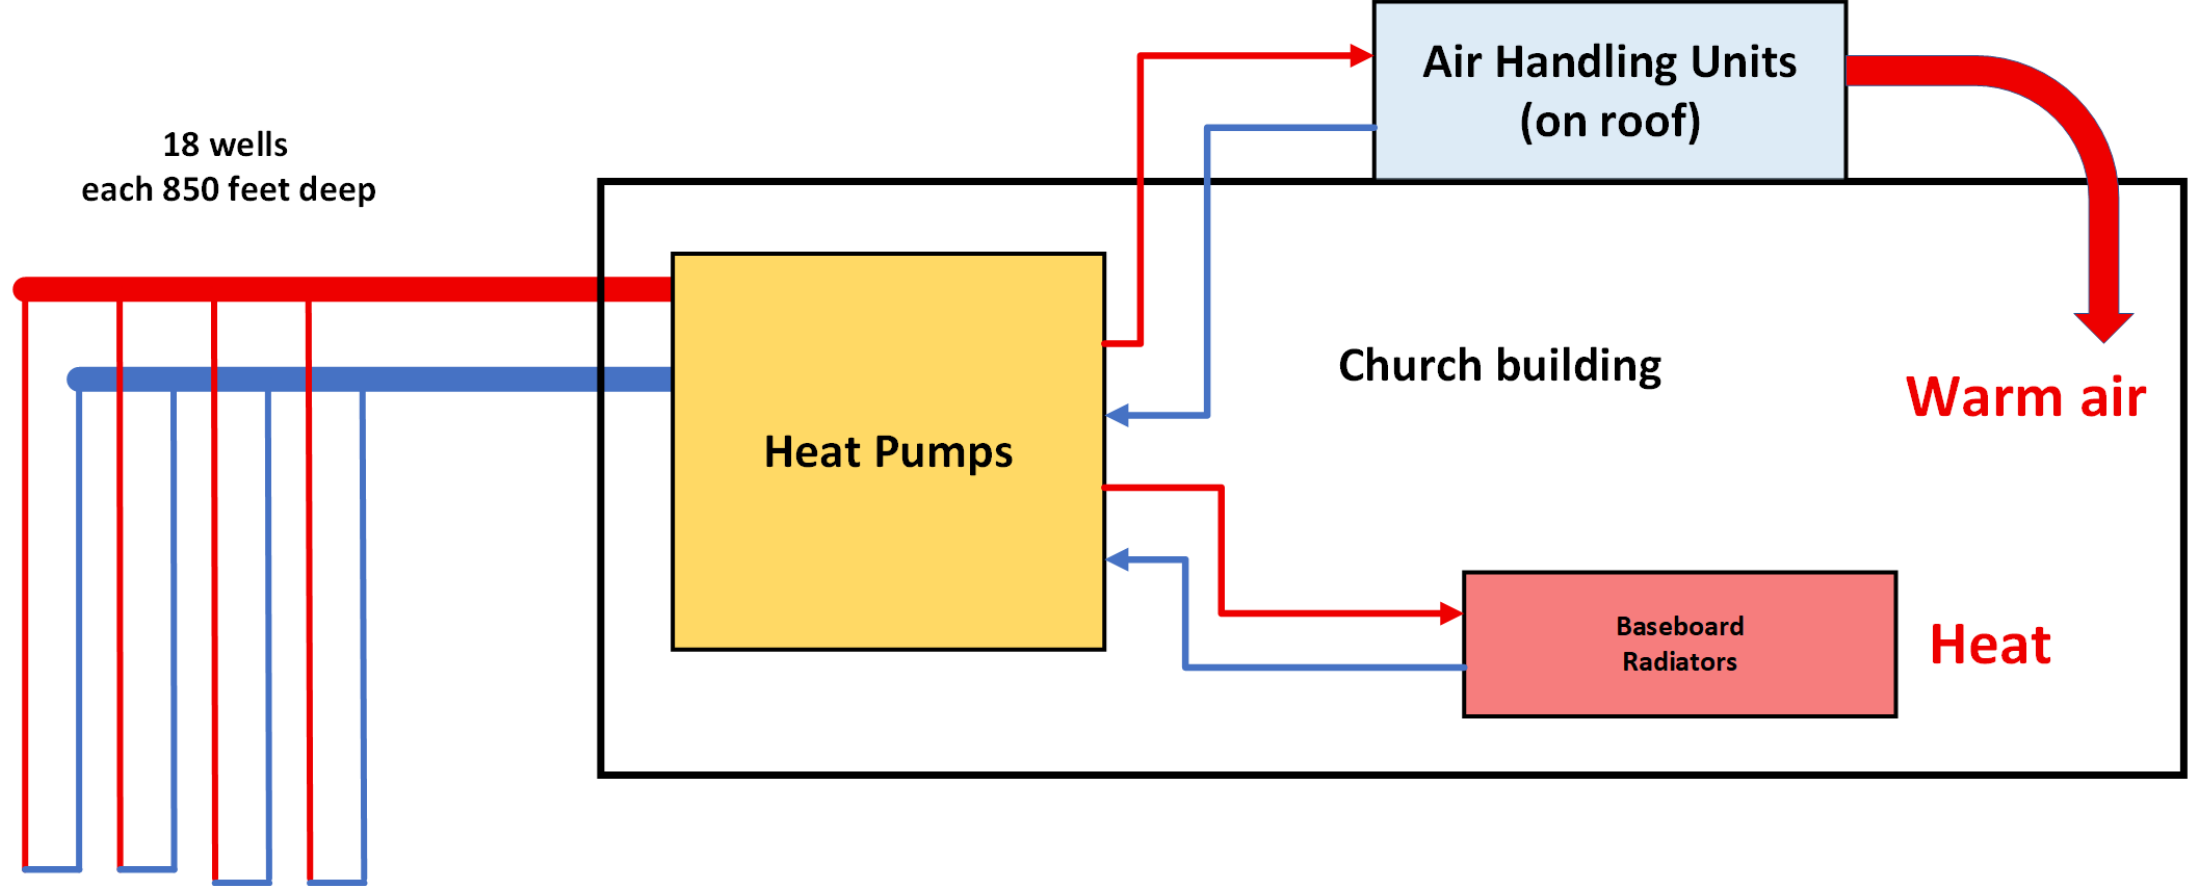 18 wells
each 850 feet deep
Air Handling Units
(on roof)
Church building
Warm air
Heat Pumps
Baseboard
Radiators
Heat